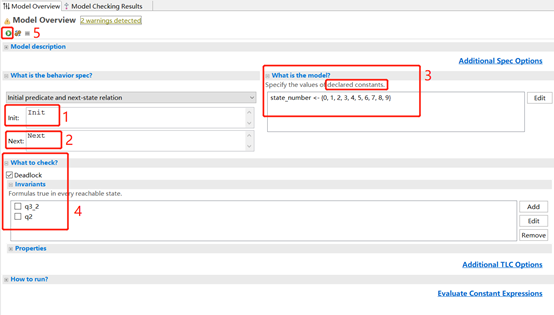 Model Overview Model Checking Results
Model Overview 2 warnings detected
5
Model description
Additional Spec Options
What is the behavior spec?
What is the model?
3
Specify the values of declared constants.
Initial predicate and next-state relation
state_number <- {0, 1, 2, 3, 4, 5, 6, 7, 8, 9}
Edit
Init:
Init
1
Next:
Next
2
What to check?
Deadlock
Invariants
Formulas true in every reachable state.
4
q3_2
q2
Add
Edit
Remove
Properties
Additional TLC Options
How to run?
Evaluate Constant Expressions